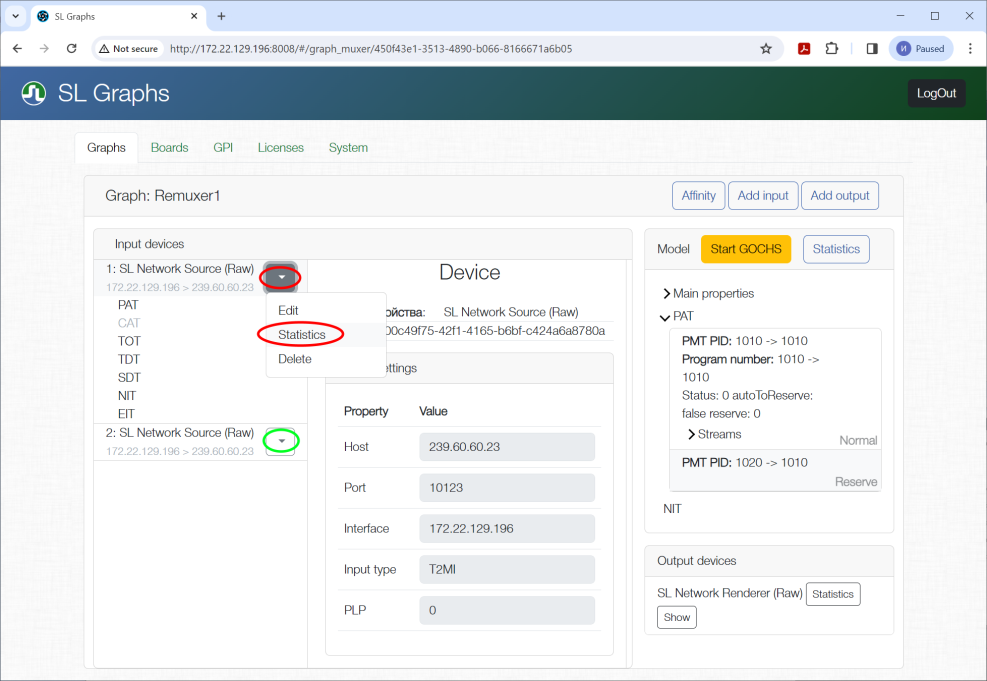 SL Graphs
Not secure
http://172.22.129.196:8008/#/graph_muxer/450f43e1-3513-4890-b066-8166671a6b05
И
Paused
SL Graphs
LogOut
Graphs
Boards
GPI
Licenses
System
Graph: Remuxer1
Affinity
Add input
Add output
Input devices
1: SL Network Source (Raw)
172.22.129.196 > 239.60.60.23
PAT
CAT
TOT
TDT
SDT
NIT
EIT
2: SL Network Source (Raw)
172.22.129.196 > 239.60.60.23
Edit
Statistics
Delete
Device
ойства: SL Network Source (Raw)
00c49f75-42f1-4165-b6bf-c424a6a8780a
ttings
Property Value
Host 239.60.60.23
Port 10123
Interface 172.22.129.196
Input type T2MI
PLP 0
Model
Start GOCHS
Statistics
Main properties
PAT
PMT PID: 1010 -> 1010
Program number: 1010 ->
1010
Status: 0 autoToReserve:
false reserve: 0
Streams
Normal
PMT PID: 1020 -> 1010
Reserve
NIT
Output devices
SL Network Renderer (Raw)
Statistics
Show